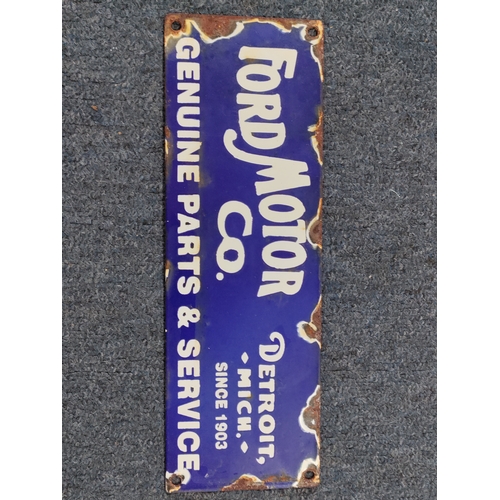 FORD MOTOR
CO.
DETROIT,
MICH.
SINCE 1903
GENUINE PARTS & SERVICE